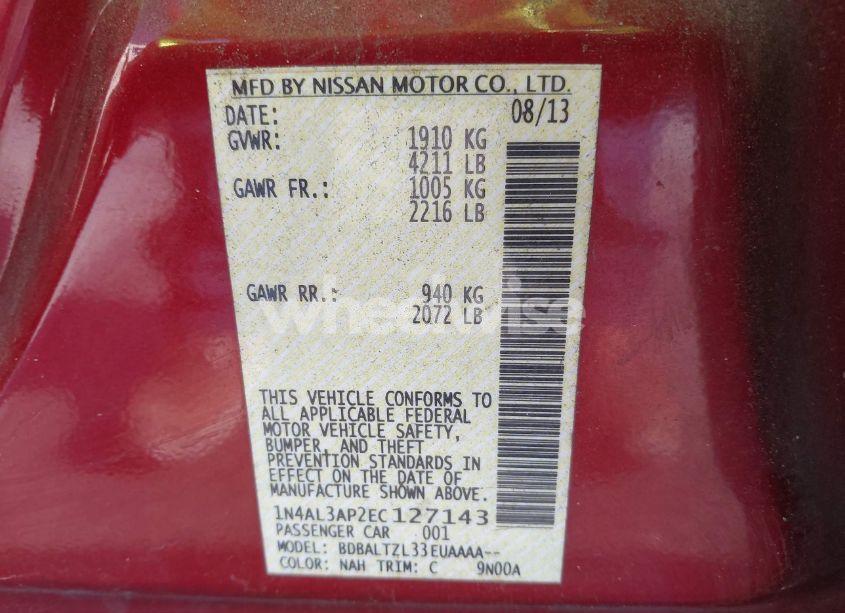 MFD BY NISSAN MOTOR CO., LTD.
DATE: 08/13
GVWR: 1910 KG
4211 LB
GAWR FR.: 1005 KG
2216 LB
GAWR RR.: 940 KG
2072 LB
wheelwise
THIS VEHICLE CONFORMS TO
ALL APPLICABLE FEDERAL
MOTOR VEHICLE SAFETY,
BUMPER, AND THEFT
PREVENTION STANDARDS IN
EFFECT ON THE DATE OF
MANUFACTURE SHOWN ABOVE.
1N4AL3AP2EC127143
PASSENGER CAR 001
MODEL: BDBALTZL33EUAAAA--
COLOR: NAH TRIM: C 9N00A